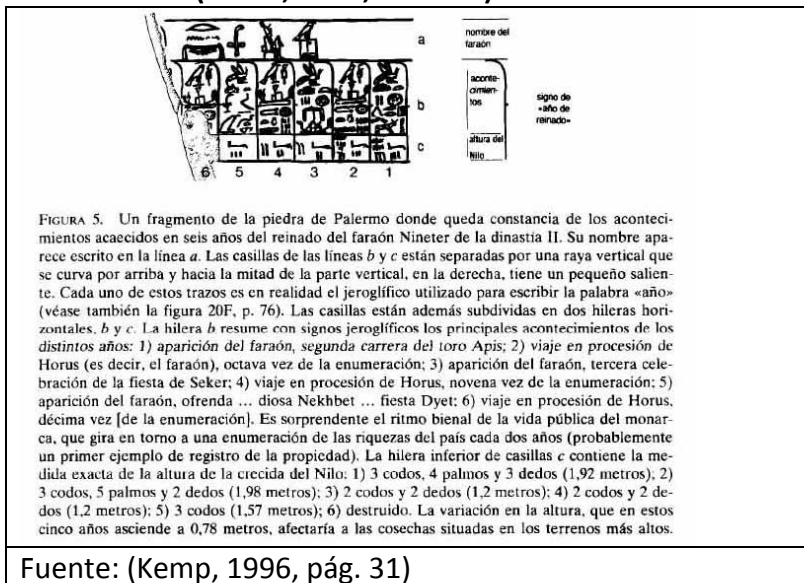 a
nombre del
faraón
b
aconte-
cimien-
tos
signo de
«año de
reinado»
c
altura del
Nilo
6 5 4 3 2 1
FIGURA 5. Un fragmento de la piedra de Palermo donde queda constancia de los aconteci-
mientos acaecidos en seis años del reinado del faraón Nineter de la dinastía II. Su nombre apa-
rece escrito en la línea a. Las casillas de las líneas b y c están separadas por una raya vertical que
se curva por arriba y hacia la mitad de la parte vertical, en la derecha, tiene un pequeño salien-
te. Cada uno de estos trazos es en realidad el jeroglífico utilizado para escribir la palabra «año»
(véase también la figura 20F, p. 76). Las casillas están además subdivididas en dos hileras hori-
zontales, b y c. La hilera b resume con signos jeroglíficos los principales acontecimientos de los
distintos años: 1) aparición del faraón, segunda carrera del toro Apis; 2) viaje en procesión de
Horus (es decir, el faraón), octava vez de la enumeración; 3) aparición del faraón, tercera cele-
bración de la fiesta de Seker; 4) viaje en procesión de Horus, novena vez de la enumeración; 5)
aparición del faraón, ofrenda ... diosa Nekhbet ... fiesta Dyet; 6) viaje en procesión de Horus,
décima vez [de la enumeración]. Es sorprendente el ritmo bienal de la vida pública del monar-
ca, que gira en torno a una enumeración de las riquezas del país cada dos años (probablemente
un primer ejemplo de registro de la propiedad). La hilera inferior de casillas c contiene la me-
dida exacta de la altura de la crecida del Nilo: 1) 3 codos, 4 palmos y 3 dedos (1,92 metros); 2)
3 codos, 5 palmos y 2 dedos (1,98 metros); 3) 2 codos y 2 dedos (1,2 metros); 4) 2 codos y 2 de-
dos (1,2 metros); 5) 3 codos (1,57 metros); 6) destruido. La variación en la altura, que en estos
cinco años asciende a 0,78 metros, afectaría a las cosechas situadas en los terrenos más altos.
Fuente: (Kemp, 1996, pág. 31)